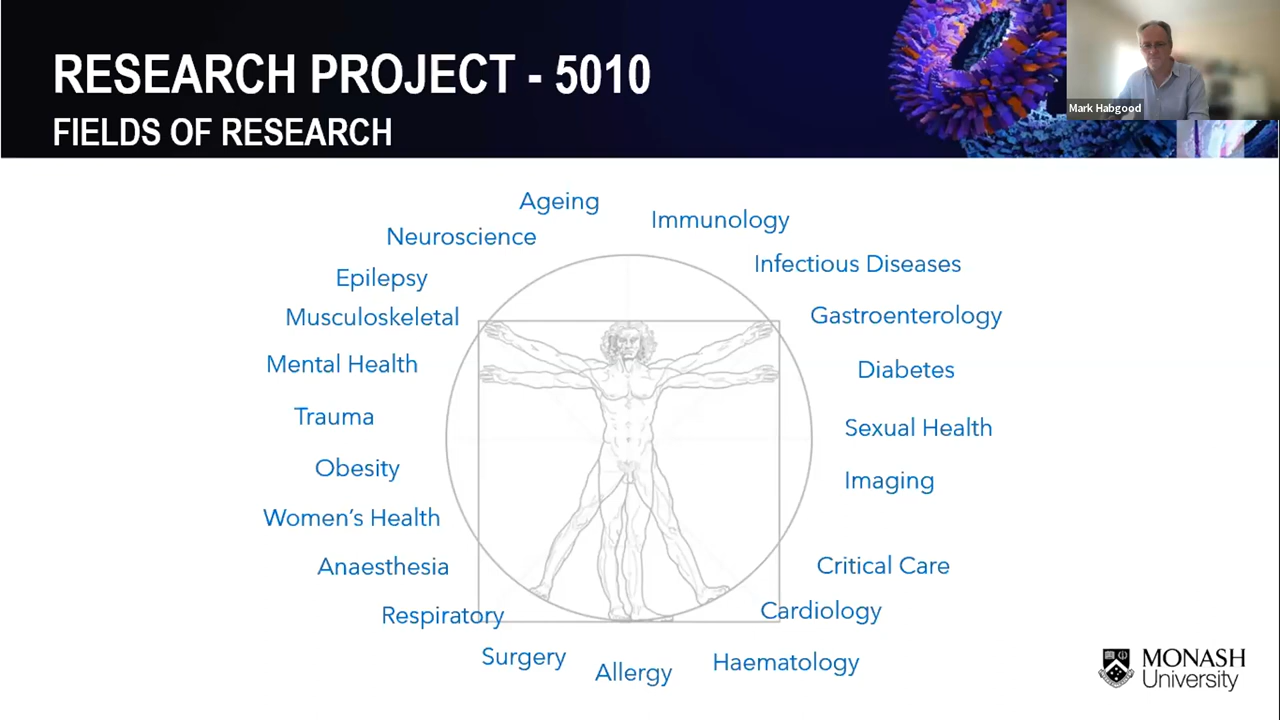 RESEARCH PROJECT - 5010
FIELDS OF RESEARCH
Mark Habgood
Ageing
Immunology
Neuroscience
Infectious Diseases
Epilepsy
Musculoskeletal
Gastroenterology
Mental Health
Diabetes
Trauma
Sexual Health
Obesity
Imaging
Women's Health
Anaesthesia
Critical Care
Respiratory
Cardiology
Surgery
Allergy
Haematology
MONASH
University